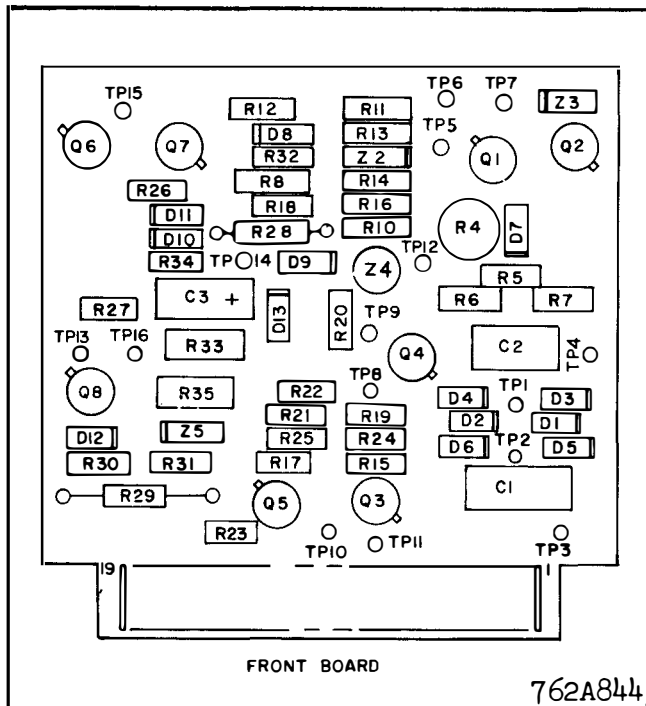 TP15
TP6
TP7
Z3
R12
R11
D8
R13
TP5
Q6
Q7
R32
Z2
Q1
Q2
R8
R14
R26
R18
R16
D11
R28
R10
R4
D7
D10
R34
TP14
D9
Z4
TP12
R5
C3 +
R6
R7
R27
D13
R20
TP9
TP13
TP16
R33
Q4
C2
TP4
TP8
Q8
R35
R22
D4
TP1
D3
R21
R19
D2
D1
D12
Z5
R25
R24
TP2
D6
D5
R30
R31
R17
R15
R29
C1
Q5
Q3
R23
TP10
TP11
TP3
19
1
FRONT BOARD
762A844